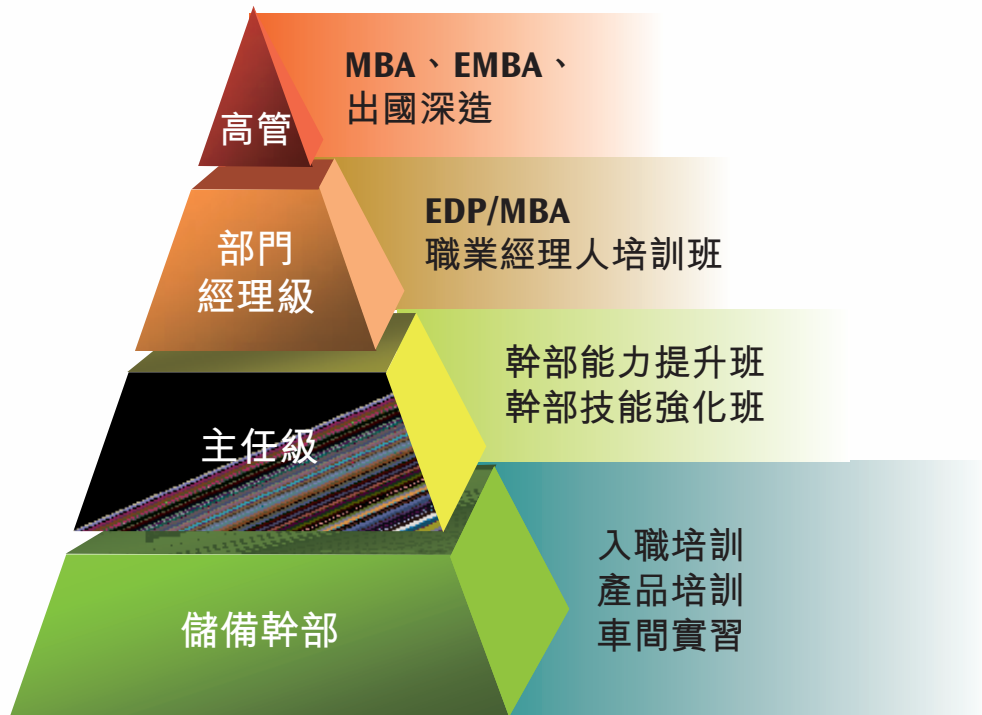 高管
MBA、EMBA、
出國深造
部門
經理級
EDP/MBA
職業經理人培訓班
主任級
幹部能力提升班
幹部技能強化班
儲備幹部
入職培訓
產品培訓
車間實習